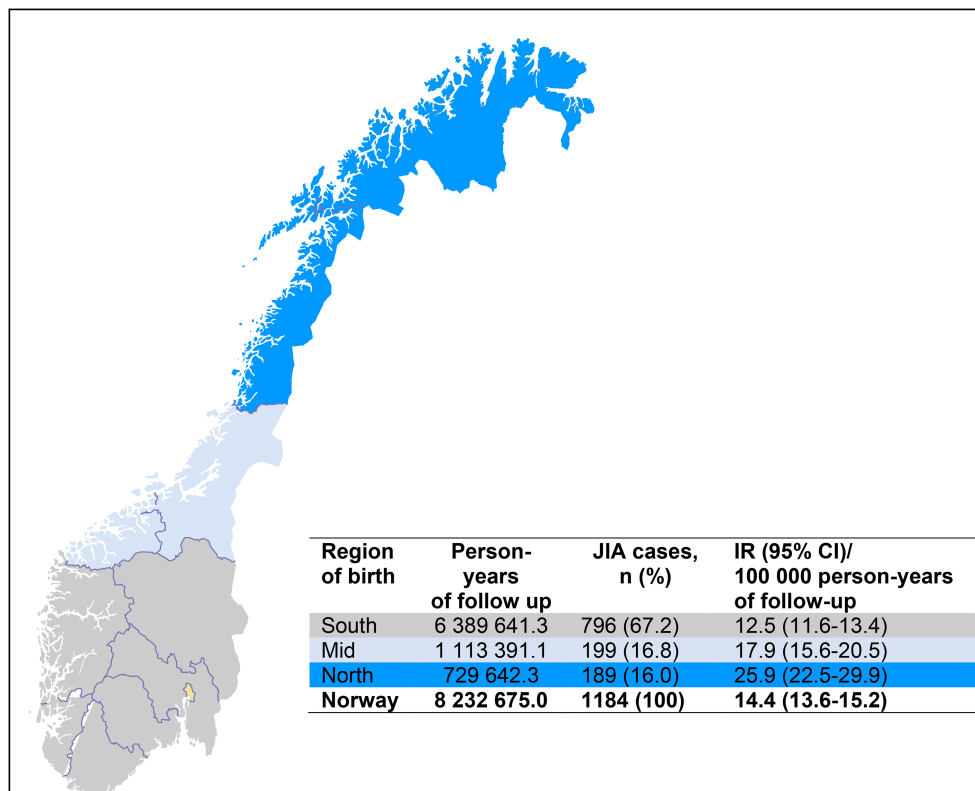 Region of birth Person-years of follow up JIA cases, n (%) IR (95% CI)/ 100 000 person-years of follow-up
South 6 389 641.3 796 (67.2) 12.5 (11.6-13.4)
Mid 1 113 391.1 199 (16.8) 17.9 (15.6-20.5)
North 729 642.3 189 (16.0) 25.9 (22.5-29.9)
Norway 8 232 675.0 1184 (100) 14.4 (13.6-15.2)